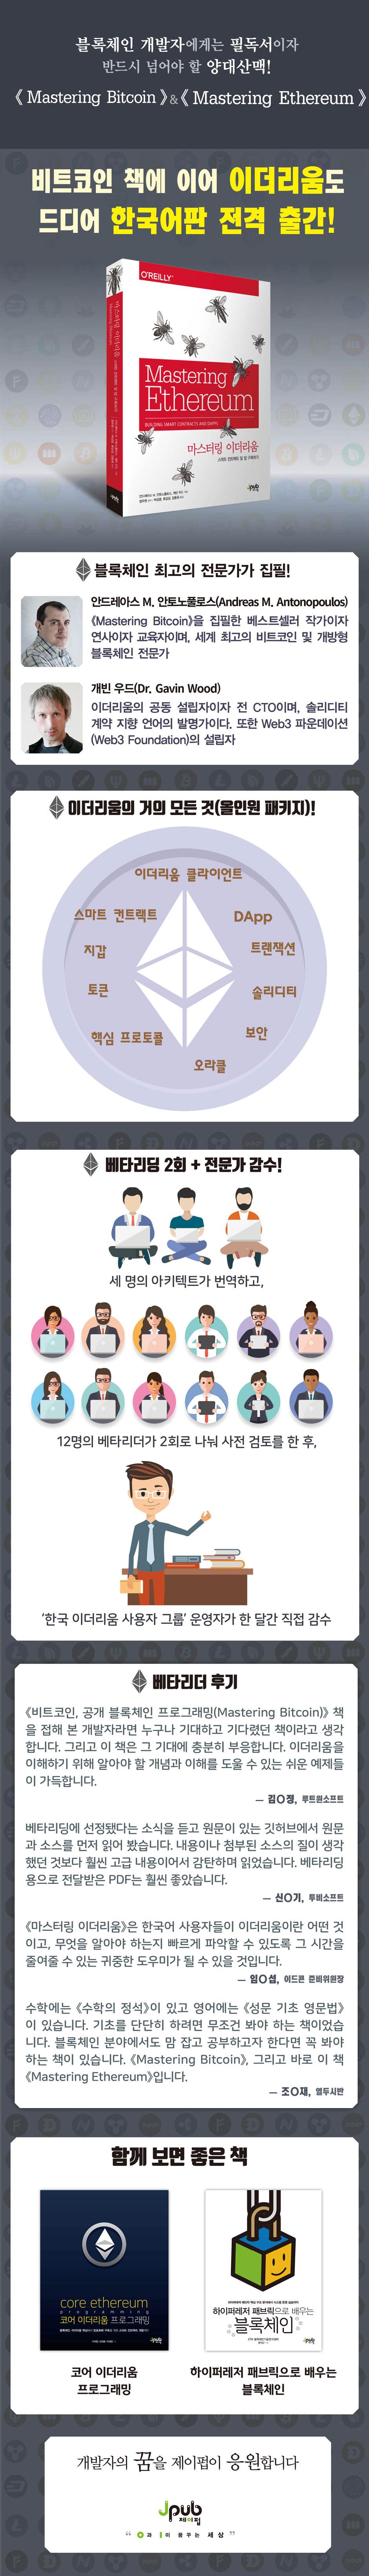 블록체인 개발자에게는 필독서이자
반드시 넘어야 할 양대산맥!
《 Mastering Bitcoin 》&《 Mastering Ethereum 》
비트코인 책에 이어 이더리움도
드디어 한국어판 전격 출간!
O'REILLY
Mastering
Ethereum
BUILDING SMART CONTRACTS AND DAPPS
마스터링 이더리움
블록체인 최고의 전문가가 집필!
안드레아스 M. 안토노풀로스(Andreas M. Antonopoulos)
《Mastering Bitcoin》을 집필한 베스트셀러 작가이자
연사이자 교육자이며, 세계 최고의 비트코인 및 개방형
블록체인 전문가
개빈 우드(Dr. Gavin Wood)
이더리움의 공동 설립자이자 전 CTO이며, 솔리디티
계약 지향 언어의 발명가이다. 또한 Web3 파운데이션
(Web3 Foundation)의 설립자
이더리움의 거의 모든 것(올인원 패키지)!
이더리움 클라이언트
스마트 컨트랙트
DApp
지갑
트랜잭션
토큰
솔리디티
핵심 프로토콜
보안
오라클
베타리딩 2회 + 전문가 감수!
세 명의 아키텍트가 번역하고,
12명의 베타리더가 2회로 나눠 사전 검토를 한 후,
'한국 이더리움 사용자 그룹' 운영자가 한 달간 직접 감수
베타리더 후기
《비트코인, 공개 블록체인 프로그래밍(Mastering Bitcoin)》 책
을 접해 본 개발자라면 누구나 기대하고 기다렸던 책이라고 생각
합니다. 그리고 이 책은 그 기대에 충분히 부응합니다. 이더리움을
이해하기 위해 알아야 할 개념과 이해를 도울 수 있는 쉬운 예제들
이 가득합니다.
— 김O정, 루트원소프트
베타리딩에 선정됐다는 소식을 듣고 원문이 있는 깃허브에서 원문
과 소스를 먼저 읽어 봤습니다. 내용이나 첨부된 소스의 질이 생각
했던 것보다 훨씬 고급 내용이어서 감탄하며 읽었습니다. 베타리딩
용으로 전달받은 PDF는 훨씬 좋았습니다.
— 신O기, 투비소프트
《마스터링 이더리움》은 한국어 사용자들이 이더리움이란 어떤 것
이고, 무엇을 알아야 하는지 빠르게 파악할 수 있도록 그 시간을
줄여줄 수 있는 귀중한 도우미가 될 수 있을 것입니다.
— 임O섭, 이드콘 준비위원장
수학에는 《수학의 정석》이 있고 영어에는 《성문 기초 영문법》
이 있습니다. 기초를 단단히 하려면 무조건 봐야 하는 책이었습
니다. 블록체인 분야에서도 맘 잡고 공부하고자 한다면 꼭 봐야
하는 책이 있습니다. 《Mastering Bitcoin》, 그리고 바로 이 책
《Mastering Ethereum》입니다.
— 조O재, 엠두시반
함께 보면 좋은 책
core ethereum
programming
코어 이더리움 프로그래밍
하이퍼레저 패브릭으로 배우는
블록체인
코어 이더리움
프로그래밍
하이퍼레저 패브릭으로 배우는
블록체인
개발자의 꿈을 제이펍이 응원합니다
Jpub
제이펍
“ 0 과 1 이 꿈꾸는 세상 ”